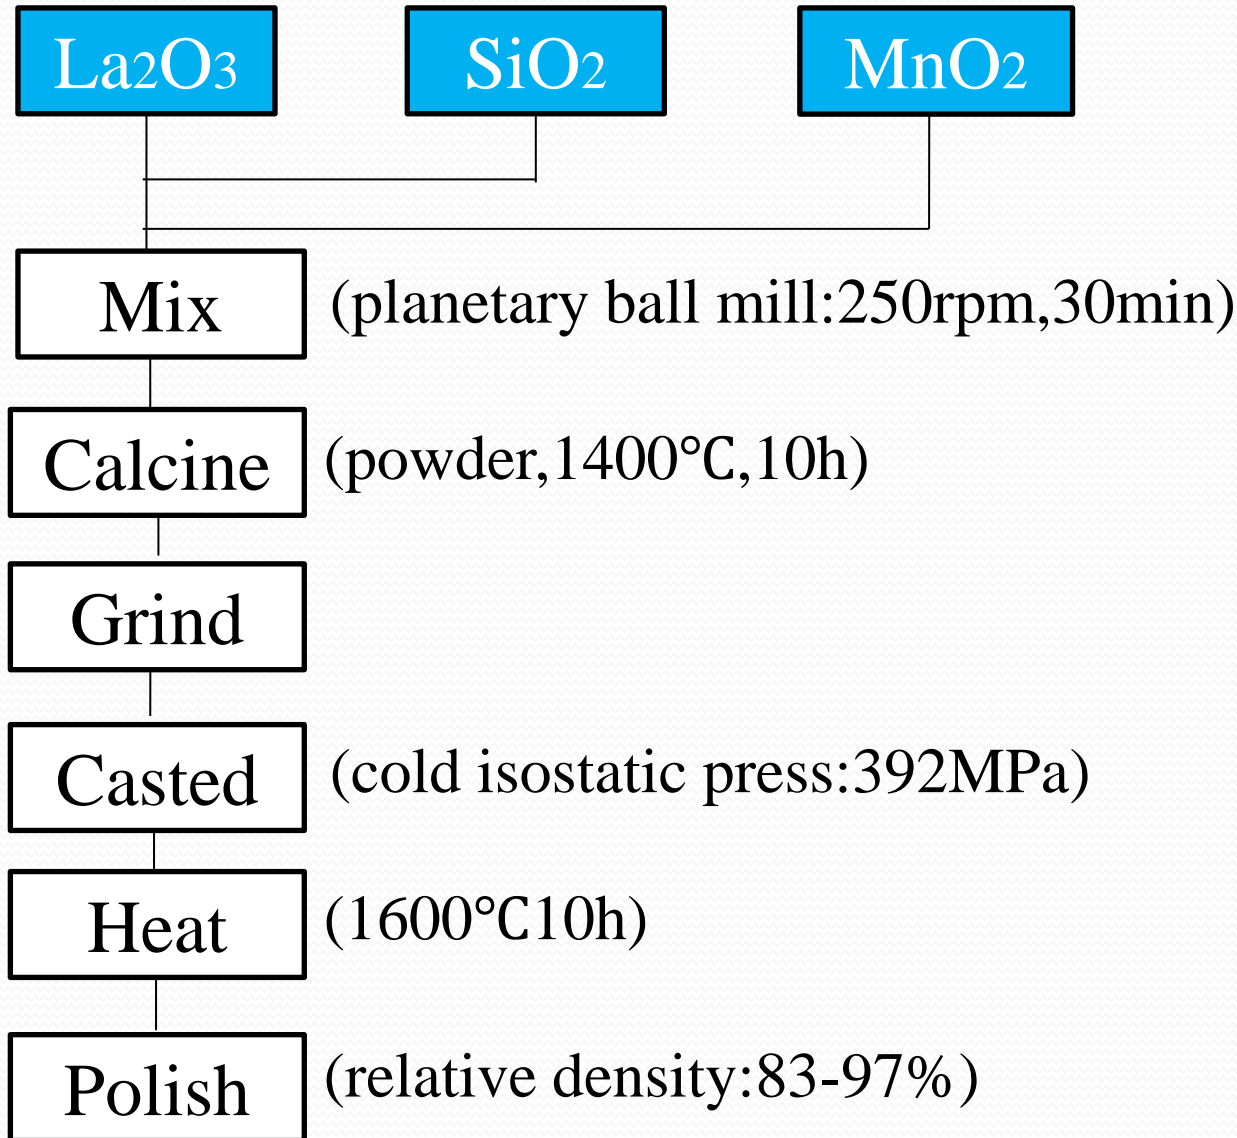 La2O3
SiO2
MnO2
Mix
(planetary ball mill:250rpm,30min)
Calcine
(powder,1400℃,10h)
Grind
Casted
(cold isostatic press:392MPa)
Heat
(1600℃10h)
Polish
(relative density:83-97%)